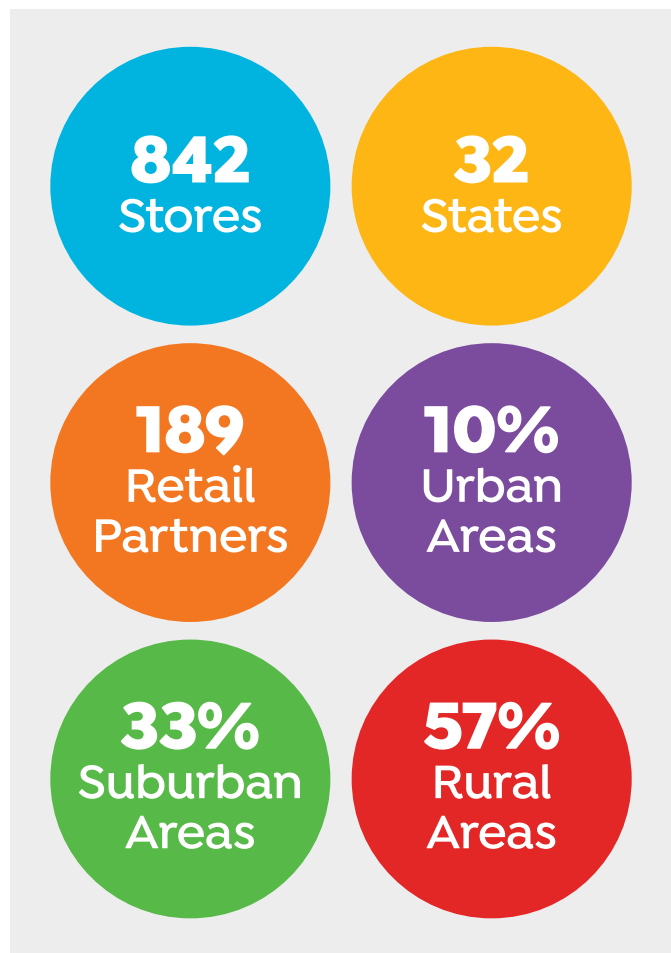 842
Stores
32
States
189
Retail
Partners
10%
Urban
Areas
33%
Suburban
Areas
57%
Rural
Areas